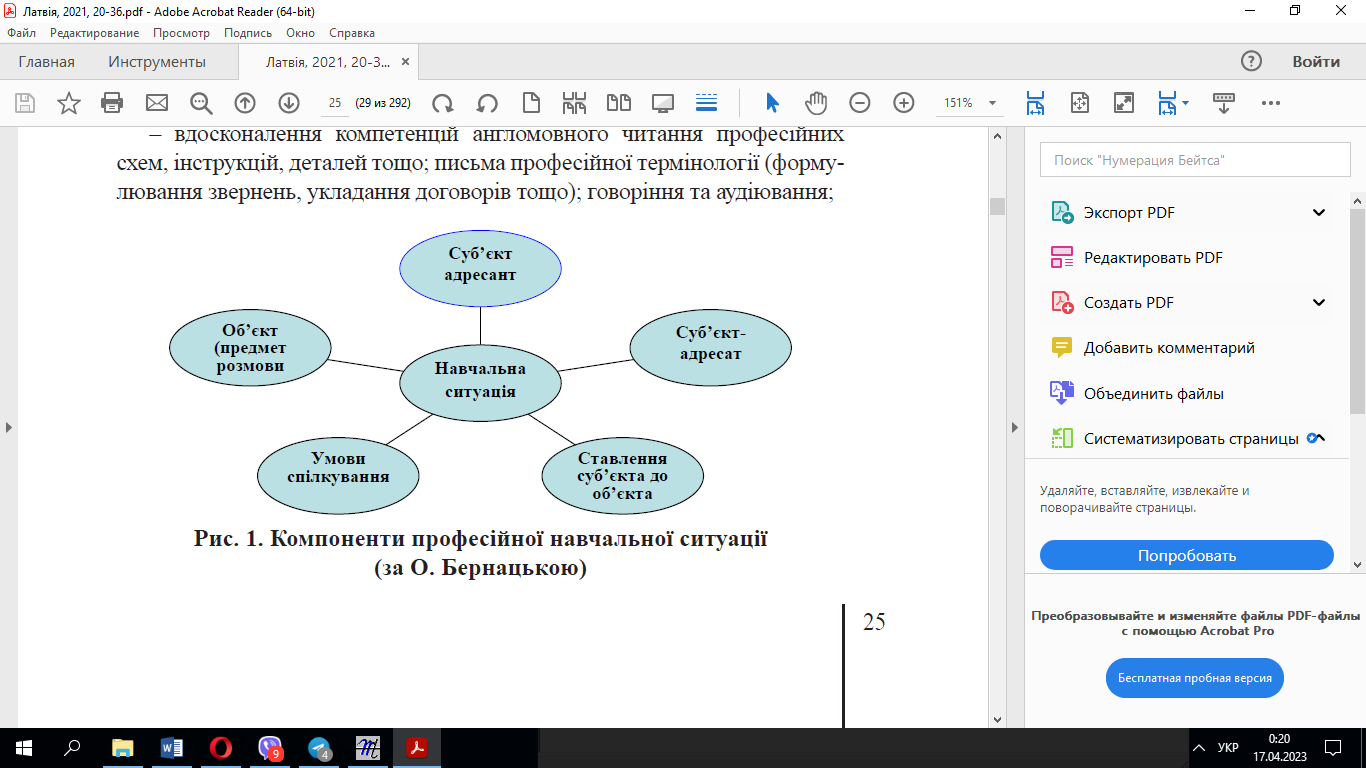 Латвія, 2021, 20-36.pdf - Adobe Acrobat Reader (64-bit)
Файл Редактирование Просмотр Подпись Окно Справка
Главная Инструменты Латвія, 2021, 20-3... × Войти
25 (29 из 292) 151%
– вдосконалення компетенцій англомовного читання професійних
схем, інструкцій, деталей тощо; письма професійної термінології (форму-
лювання звернень, укладання договорів тощо); говоріння та аудіювання;
Суб’єкт
адресант
Об’єкт
(предмет
розмови
Суб’єкт-
адресат
Навчальна
ситуація
Умови
спілкування
Ставлення
суб’єкта до
об’єкта
Рис. 1. Компоненти професійної навчальної ситуації
(за О. Бернацькою)
25
Поиск "Нумерация Бейтса"
Экспорт PDF
Редактировать PDF
Создать PDF
Добавить комментарий
Объединить файлы
Систематизировать страницы
Удаляйте, вставляйте, извлекайте и
поворачивайте страницы.
Попробовать
Преобразовывайте и изменяйте файлы PDF-файлы
с помощью Acrobat Pro
Бесплатная пробная версия
9
4
УКР
0:20
17.04.2023